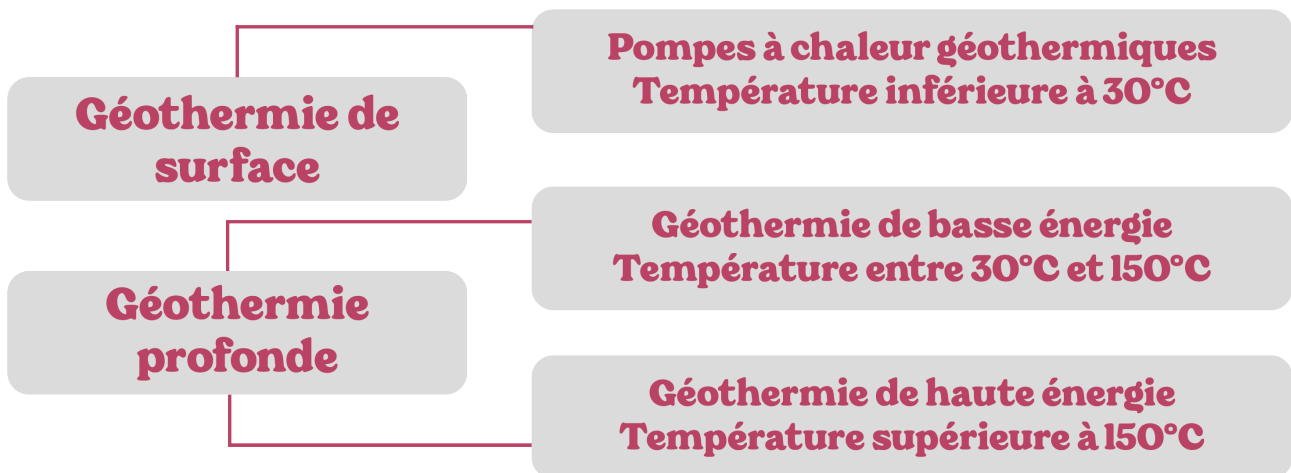 Géothermie de
surface
Pompes à chaleur géothermiques
Température inférieure à 30°C
Géothermie
profonde
Géothermie de basse énergie
Température entre 30°C et 150°C
Géothermie de haute énergie
Température supérieure à 150°C